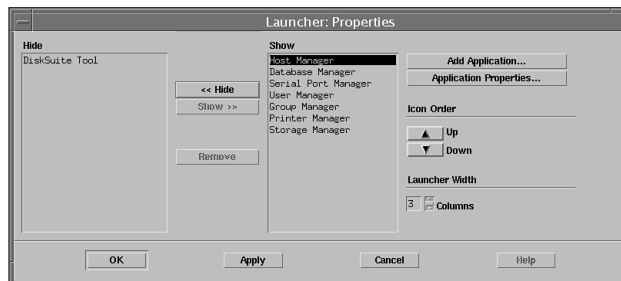 Launcher: Properties
Hide
DiskSuite Tool
<< Hide
Show >>
Remove
Show
Host Manager
Database Manager
Serial Port Manager
User Manager
Group Manager
Printer Manager
Storage Manager
Add Application...
Application Properties...
Icon Order
Up
Down
Launcher Width
3 Columns
OK
Apply
Cancel
Help